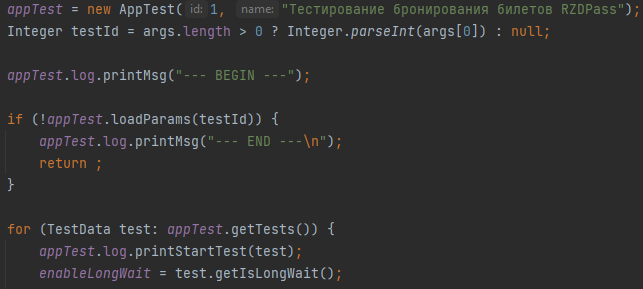 appTest = new AppTest( id: 1, name: "Тестирование бронирования билетов RZDPass");
Integer testId = args.length > 0 ? Integer.parseInt(args[0]) : null;
appTest.log.printMsg("--- BEGIN ---");
if (!appTest.loadParams(testId)) {
appTest.log.printMsg("--- END ---\n");
return ;
}
for (TestData test: appTest.getTests()) {
appTest.log.printStartTest(test);
enableLongWait = test.getIsLongWait();